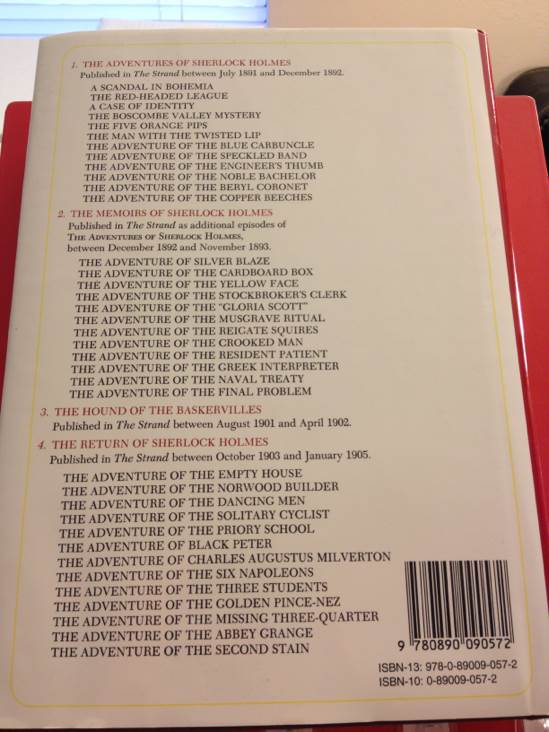 1. THE ADVENTURES OF SHERLOCK HOLMES
Published in The Strand between July 1891 and December 1892.
A SCANDAL IN BOHEMIA
THE RED-HEADED LEAGUE
A CASE OF IDENTITY
THE BOSCOMBE VALLEY MYSTERY
THE FIVE ORANGE PIPS
THE MAN WITH THE TWISTED LIP
THE ADVENTURE OF THE BLUE CARBUNCLE
THE ADVENTURE OF THE SPECKLED BAND
THE ADVENTURE OF THE ENGINEER'S THUMB
THE ADVENTURE OF THE NOBLE BACHELOR
THE ADVENTURE OF THE BERYL CORONET
THE ADVENTURE OF THE COPPER BEECHES
2. THE MEMOIRS OF SHERLOCK HOLMES
Published in The Strand as additional episodes of
THE ADVENTURES OF SHERLOCK HOLMES,
between December 1892 and November 1893.
THE ADVENTURE OF SILVER BLAZE
THE ADVENTURE OF THE CARDBOARD BOX
THE ADVENTURE OF THE YELLOW FACE
THE ADVENTURE OF THE STOCKBROKER'S CLERK
THE ADVENTURE OF THE "GLORIA SCOTT"
THE ADVENTURE OF THE MUSGRAVE RITUAL
THE ADVENTURE OF THE REIGATE SQUIRES
THE ADVENTURE OF THE CROOKED MAN
THE ADVENTURE OF THE RESIDENT PATIENT
THE ADVENTURE OF THE GREEK INTERPRETER
THE ADVENTURE OF THE NAVAL TREATY
THE ADVENTURE OF THE FINAL PROBLEM
3. THE HOUND OF THE BASKERVILLES
Published in The Strand between August 1901 and April 1902.
4. THE RETURN OF SHERLOCK HOLMES
Published in The Strand between October 1903 and January 1905.
THE ADVENTURE OF THE EMPTY HOUSE
THE ADVENTURE OF THE NORWOOD BUILDER
THE ADVENTURE OF THE DANCING MEN
THE ADVENTURE OF THE SOLITARY CYCLIST
THE ADVENTURE OF THE PRIORY SCHOOL
THE ADVENTURE OF BLACK PETER
THE ADVENTURE OF CHARLES AUGUSTUS MILVERTON
THE ADVENTURE OF THE SIX NAPOLEONS
THE ADVENTURE OF THE THREE STUDENTS
THE ADVENTURE OF THE GOLDEN PINCE-NEZ
THE ADVENTURE OF THE MISSING THREE-QUARTER
THE ADVENTURE OF THE ABBEY GRANGE
THE ADVENTURE OF THE SECOND STAIN
9 780890 090572
ISBN-13: 978-0-89009-057-2
ISBN-10: 0-89009-057-2